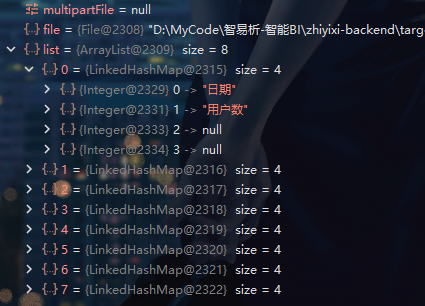 multipartFile = null
file = {File@2308} "D:\MyCode\智易析-智能BI\zhiyixi-backend\targ
list = {ArrayList@2309} size = 8
0 = {LinkedHashMap@2315} size = 4
{Integer@2329} 0 -> "日期"
{Integer@2331} 1 -> "用户数"
{Integer@2333} 2 -> null
{Integer@2334} 3 -> null
1 = {LinkedHashMap@2316} size = 4
2 = {LinkedHashMap@2317} size = 4
3 = {LinkedHashMap@2318} size = 4
4 = {LinkedHashMap@2319} size = 4
5 = {LinkedHashMap@2320} size = 4
6 = {LinkedHashMap@2321} size = 4
7 = {LinkedHashMap@2322} size = 4